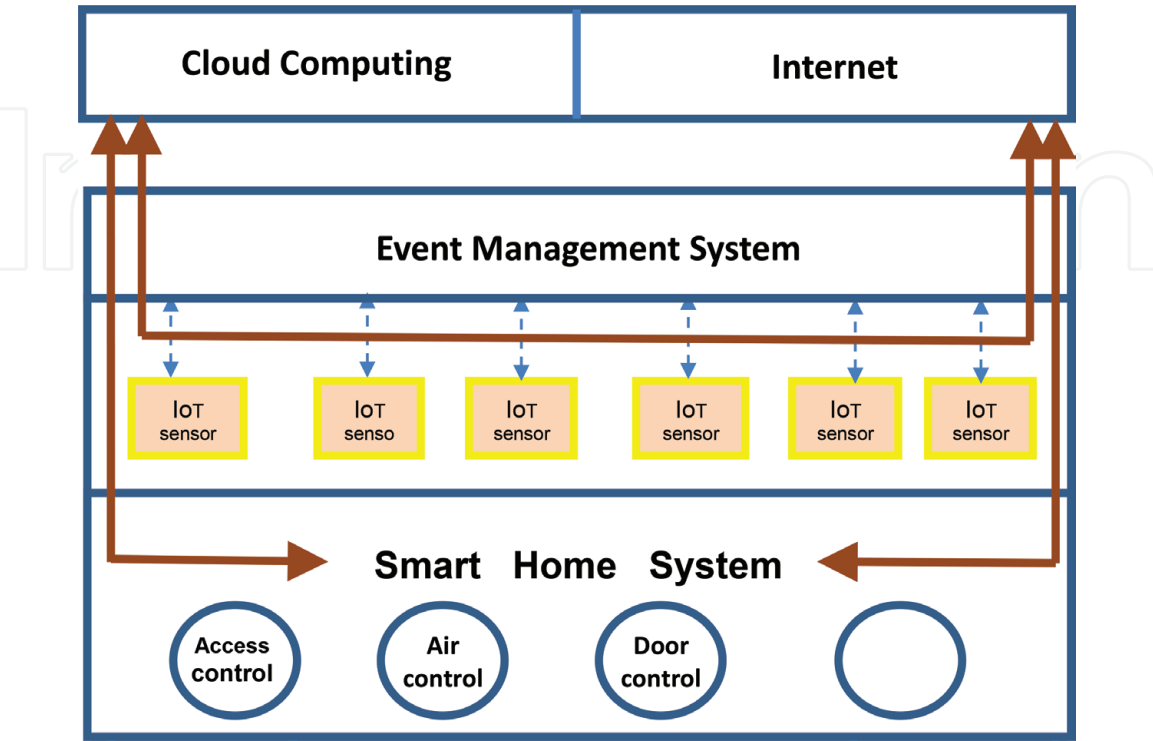 Cloud Computing
Internet
Event Management System
IoT
sensor
IoT
senso
IoT
sensor
IoT
sensor
IoT
sensor
IoT
sensor
Smart Home System
Access
control
Air
control
Door
control